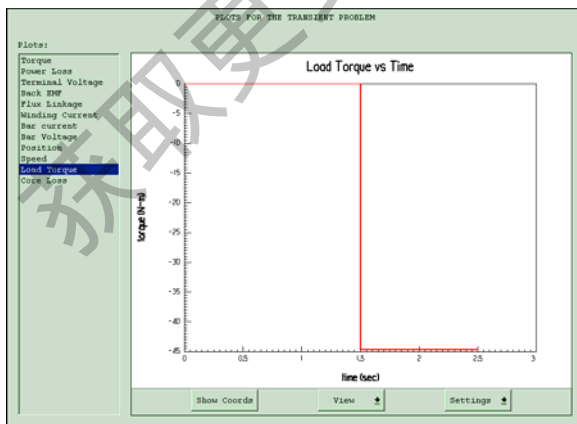 PLOTS FOR THE TRANSIENT PROBLEM
Plots:
Torque
Power Loss
Terminal Voltage
Back EMF
Flux Linkage
Winding Current
Bar current
Bar Voltage
Position
Speed
Load Torque
Core Loss
Load Torque vs Time
torque (N-m)
0
-5
-10
-15
-20
-25
-30
-35
-40
-45
0
0.5
1
1.5
2
2.5
3
time (sec)
Show Coords
View
Settings
获取更